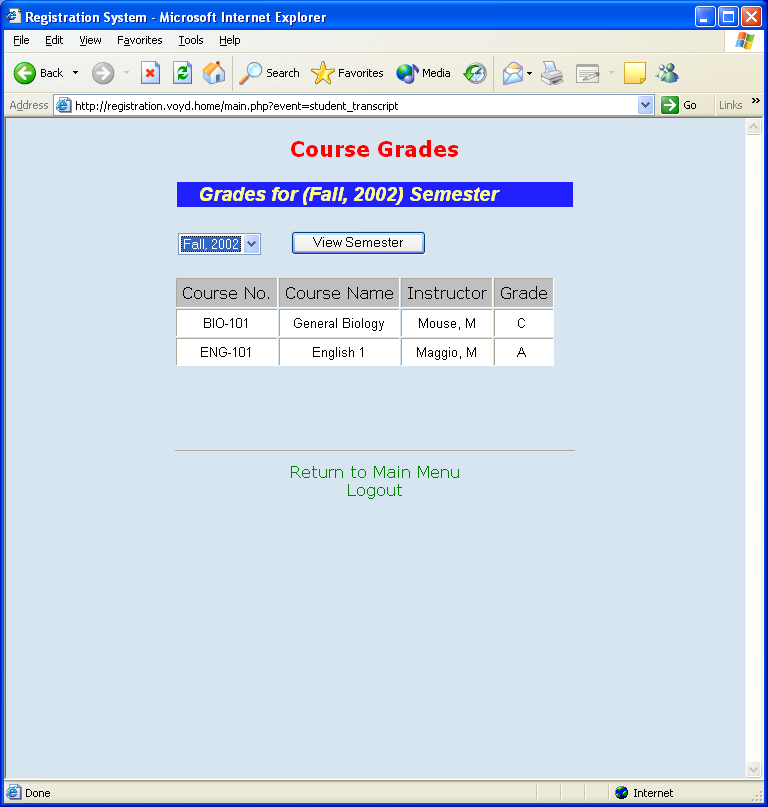 Registration System - Microsoft Internet Explorer
File Edit View Favorites Tools Help
Back Search Favorites Media
Address http://registration.voyd.home/main.php?event=student_transcript Go Links »
Course Grades
Grades for (Fall, 2002) Semester
Fall, 2002 View Semester
Course No. Course Name Instructor Grade
BIO-101 General Biology Mouse, M C
ENG-101 English 1 Maggio, M A
Return to Main Menu
Logout
Done Internet